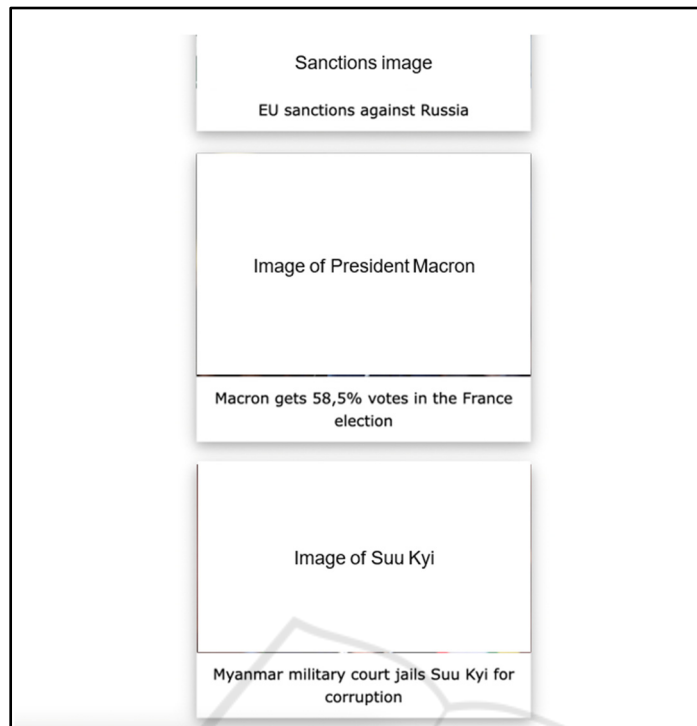 Sanctions image
EU sanctions against Russia
Image of President Macron
Macron gets 58,5% votes in the France
election
Image of Suu Kyi
Myanmar military court jails Suu Kyi for
corruption